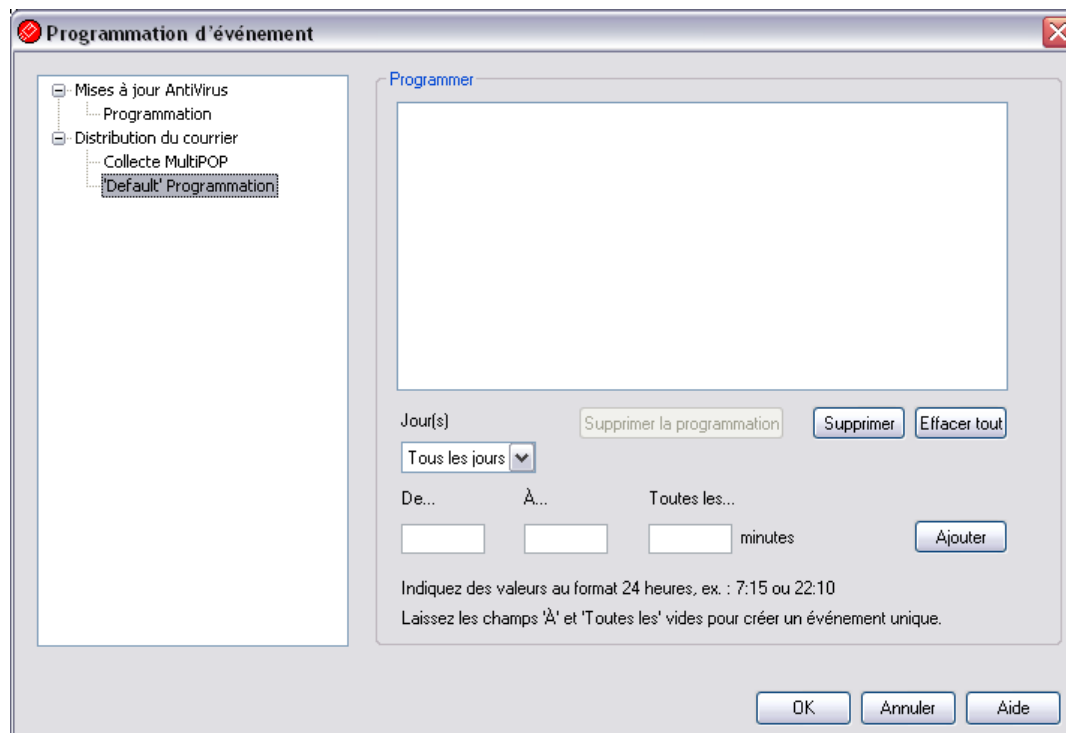 Programmation d'événement
Mises à jour AntiVirus
Programmation
Distribution du courrier
Collecte MultiPOP
'Default' Programmation
Programmer
Jour(s)
Supprimer la programmation
Supprimer
Effacer tout
Tous les jours
De...
À...
Toutes les...
minutes
Ajouter
Indiquez des valeurs au format 24 heures, ex. : 7:15 ou 22:10
Laissez les champs 'À' et 'Toutes les' vides pour créer un événement unique.
OK
Annuler
Aide